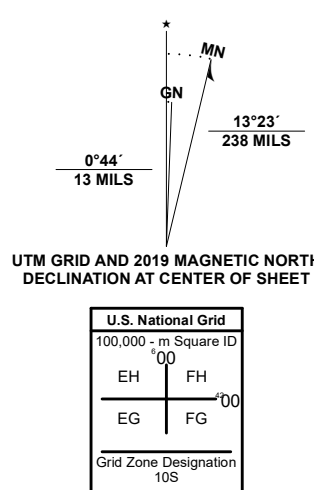 ★
MN
GN
13°23´
238 MILS
0°44´
13 MILS
UTM GRID AND 2019 MAGNETIC NORTH
DECLINATION AT CENTER OF SHEET
U.S. National Grid
100,000 - m Square ID
600
EH FH
4200
EG FG
Grid Zone Designation
10S